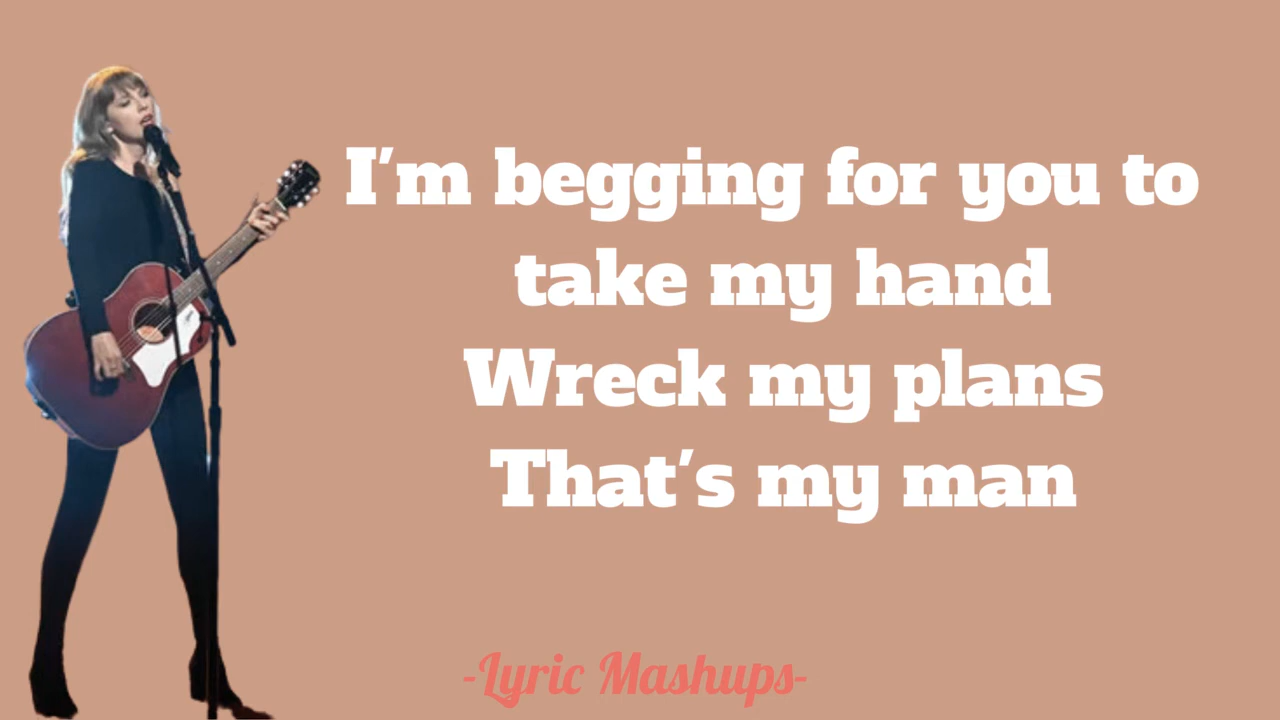 I'm begging for you to
take my hand
Wreck my plans
That's my man
-Lyric Mashups-